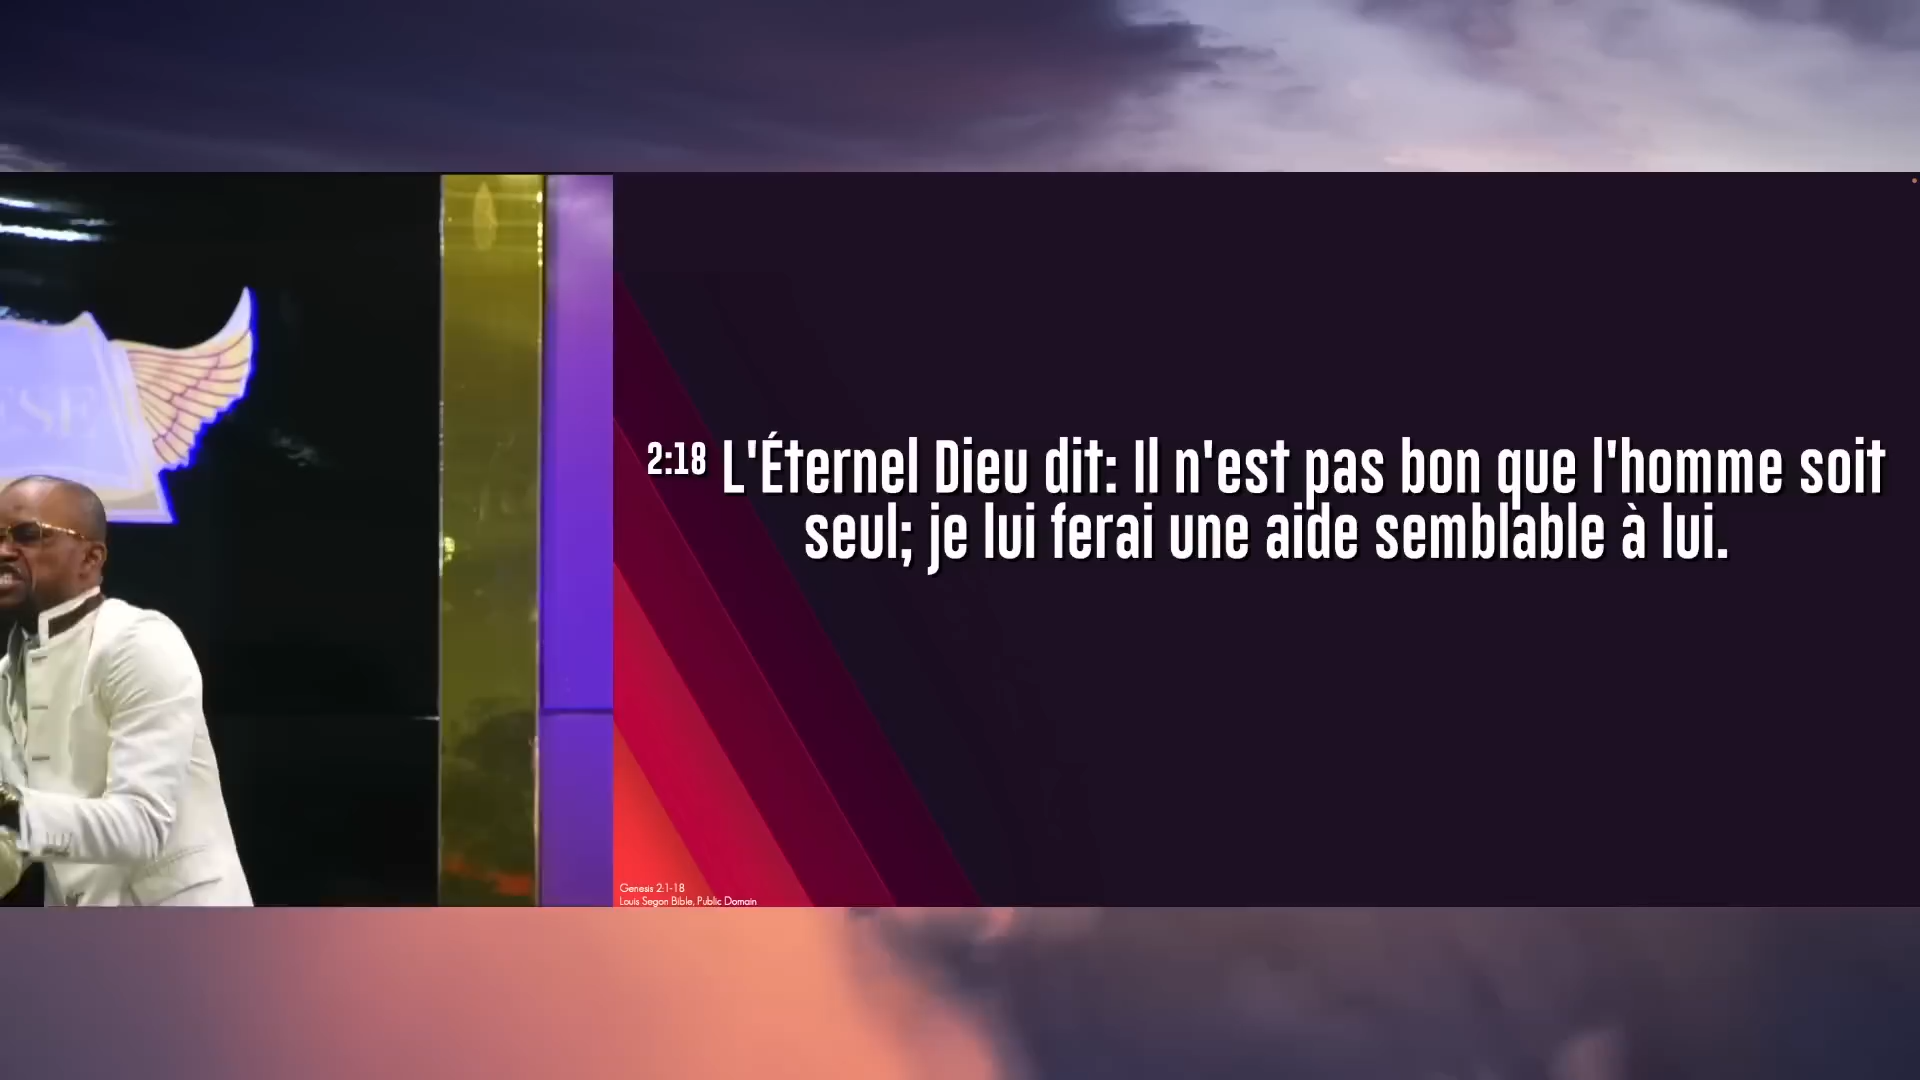 ESE
2:18 L'Éternel Dieu dit: Il n'est pas bon que l'homme soit
seul; je lui ferai une aide semblable à lui.
Genesis 2:1-18
Louis Segon Bible, Public Domain